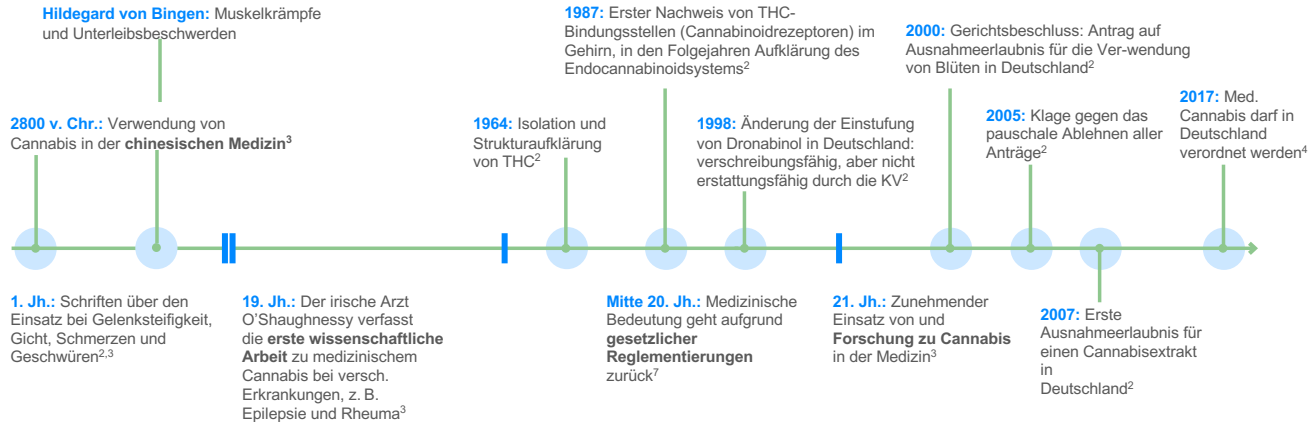 Hildegard von Bingen: Muskelkrämpfe
und Unterleibsbeschwerden
2800 v. Chr.: Verwendung von
Cannabis in der chinesischen Medizin³
1964: Isolation und
Strukturaufklärung
von THC²
1987: Erster Nachweis von THC-
Bindungsstellen (Cannabinoidrezeptoren) im
Gehirn, in den Folgejahren Aufklärung des
Endocannabinoidsystems²
1998: Änderung der Einstufung
von Dronabinol in Deutschland:
verschreibungsfähig, aber nicht
erstattungsfähig durch die KV²
2000: Gerichtsbeschluss: Antrag auf
Ausnahmeerlaubnis für die Ver-wendung
von Blüten in Deutschland²
2005: Klage gegen das
pauschale Ablehnen aller
Anträge²
2017: Med.
Cannabis darf in
Deutschland
verordnet werden⁴
1. Jh.: Schriften über den
Einsatz bei Gelenksteifigkeit,
Gicht, Schmerzen und
Geschwüren²,³
19. Jh.: Der irische Arzt
O’Shaughnessy verfasst
die erste wissenschaftliche
Arbeit zu medizinischem
Cannabis bei versch.
Erkrankungen, z. B.
Epilepsie und Rheuma³
Mitte 20. Jh.: Medizinische
Bedeutung geht aufgrund
gesetzlicher
Reglementierungen
zurück⁷
21. Jh.: Zunehmender
Einsatz von und
Forschung zu Cannabis
in der Medizin³
2007: Erste
Ausnahmeerlaubnis für
einen Cannabisextrakt
in
Deutschland²